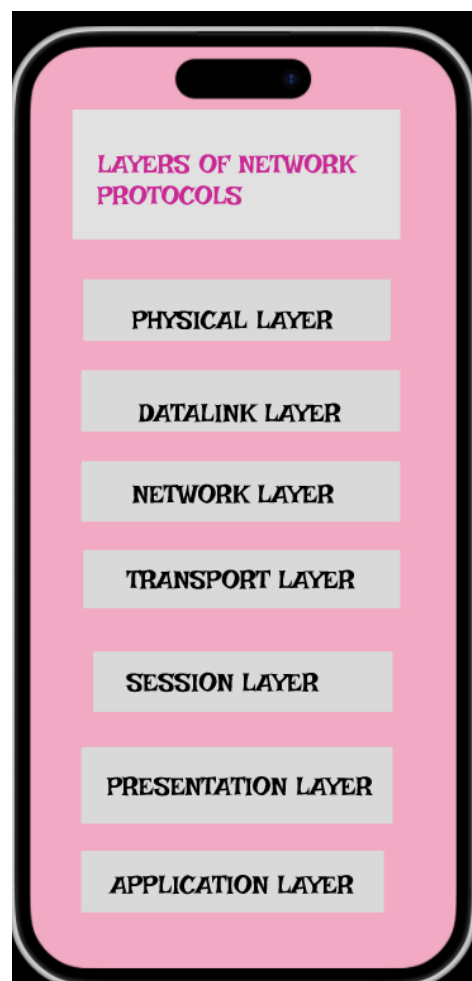 LAYERS OF NETWORK
PROTOCOLS
PHYSICAL LAYER
DATALINK LAYER
NETWORK LAYER
TRANSPORT LAYER
SESSION LAYER
PRESENTATION LAYER
APPLICATION LAYER